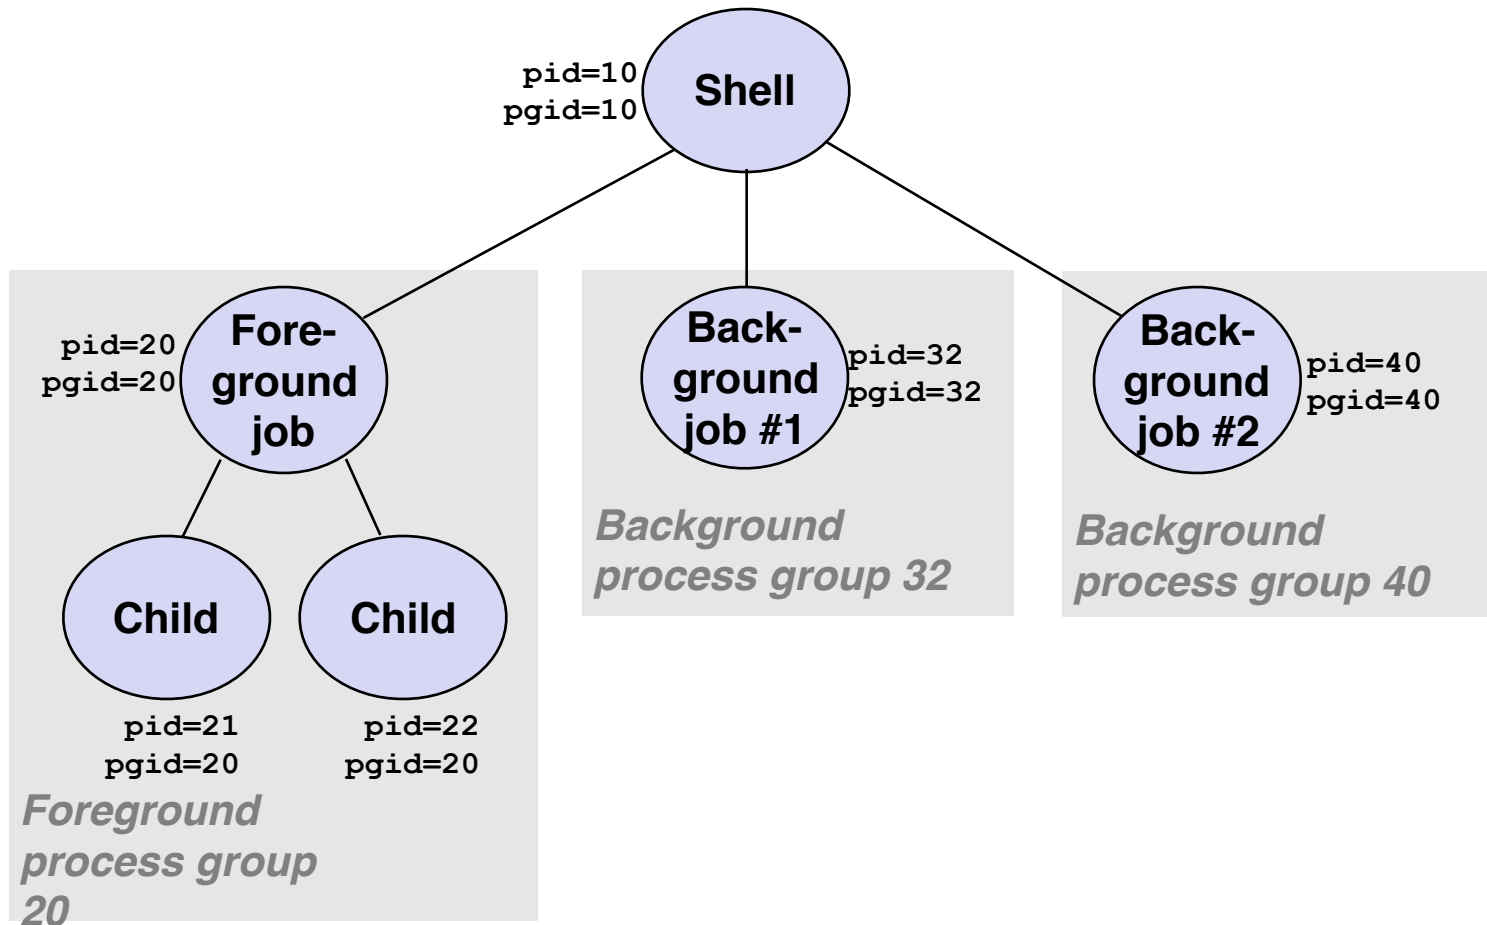 pid=10
pgid=10
Shell
pid=20
pgid=20
Fore-
ground
job
Back-
ground
job #1
pid=32
pgid=32
Back-
ground
job #2
pid=40
pgid=40
Background
process group 32
Background
process group 40
Child
Child
pid=21
pgid=20
pid=22
pgid=20
Foreground
process group
20